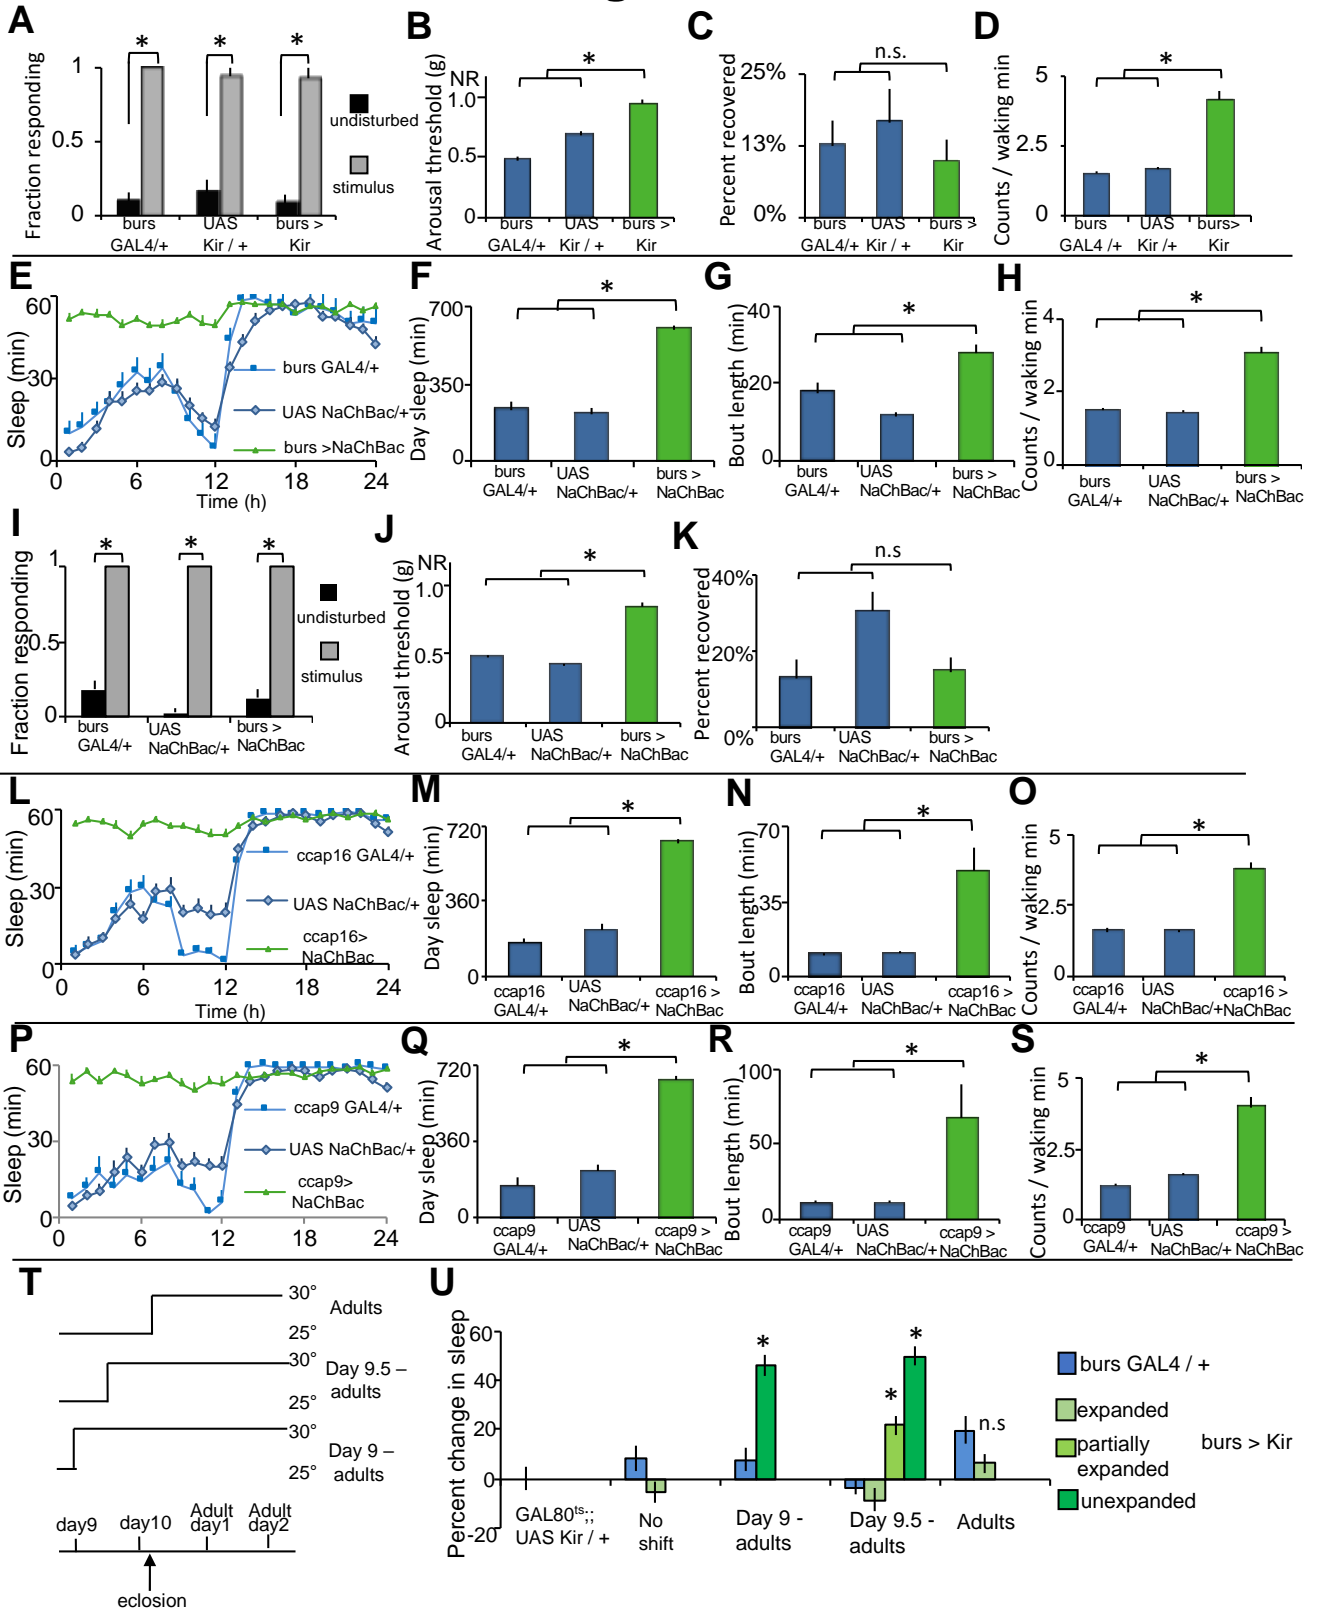 A
Fraction responding
1
0.5
0
*
*
*
undisturbed
stimulus
burs
GAL4/+
UAS
Kir / +
burs >
Kir
B
Arousal threshold (g)
NR
1.0
0.5
0
*
burs
GAL4/+
UAS
Kir / +
burs >
Kir
C
Percent recovered
25%
13%
0%
n.s.
burs
GAL4/+
UAS
Kir / +
burs >
Kir
D
Counts / waking min
5
2.5
0
*
burs
GAL4 /+
UAS
Kir /+
burs>
Kir
E
Sleep (min)
60
30
0
burs GAL4/+
UAS NaChBac/+
burs >NaChBac
0
6
12
18
24
Time (h)
F
Day sleep (min)
700
350
0
*
burs
GAL4/+
UAS
NaChBac/+
burs >
NaChBac
G
Bout length (min)
40
20
0
*
burs
GAL4/+
UAS
NaChBac/+
burs >
NaChBac
H
Counts / waking min
4
2
0
*
burs
GAL4/+
UAS
NaChBac/+
burs >
NaChBac
I
Fraction responding
1
0.5
0
*
*
*
undisturbed
stimulus
burs
GAL4/+
UAS
NaChBac/+
burs >
NaChBac
J
Arousal threshold (g)
NR
1.0
0.5
0
*
burs
GAL4/+
UAS
NaChBac/+
burs >
NaChBac
K
Percent recovered
40%
20%
0%
n.s
burs
GAL4/+
UAS
NaChBac/+
burs >
NaChBac
L
Sleep (min)
60
30
0
ccap16 GAL4/+
UAS NaChBac/+
ccap16>
NaChBac
0
6
12
18
24
Time (h)
M
Day sleep (min)
720
360
0
*
ccap16
GAL4/+
UAS
NaChBac/+
ccap16 >
NaChBac
N
Bout length (min)
70
35
0
*
ccap16
GAL4/+
UAS
NaChBac/+
ccap16 >
NaChBac
O
Counts / waking min
5
2.5
0
*
ccap16
GAL4/+
UAS
NaChBac/+
ccap16 >
NaChBac
P
Sleep (min)
60
30
0
ccap9 GAL4/+
UAS NaChBac/+
ccap9>
NaChBac
0
6
12
18
24
Q
Day sleep (min)
720
360
0
*
ccap9
GAL4/+
UAS
NaChBac/+
ccap9 >
NaChBac
R
Bout length (min)
100
50
0
*
ccap9
GAL4/+
UAS
NaChBac/+
ccap9 >
NaChBac
S
Counts / waking min
5
2.5
0
*
ccap9
GAL4/+
UAS
NaChBac/+
ccap9 >
NaChBac
T
30°
Adults
25°
30°
Day 9.5 –
adults
25°
30°
Day 9 –
adults
25°
day9
day10
Adult
day1
Adult
day2
eclosion
U
Percent change in sleep
60
40
20
0
-20
*
*
*
n.s
GAL80ts;;
UAS Kir / +
No
shift
Day 9 -
adults
Day 9.5 -
adults
Adults
burs GAL4 / +
expanded
partially
expanded
unexpanded
burs > Kir